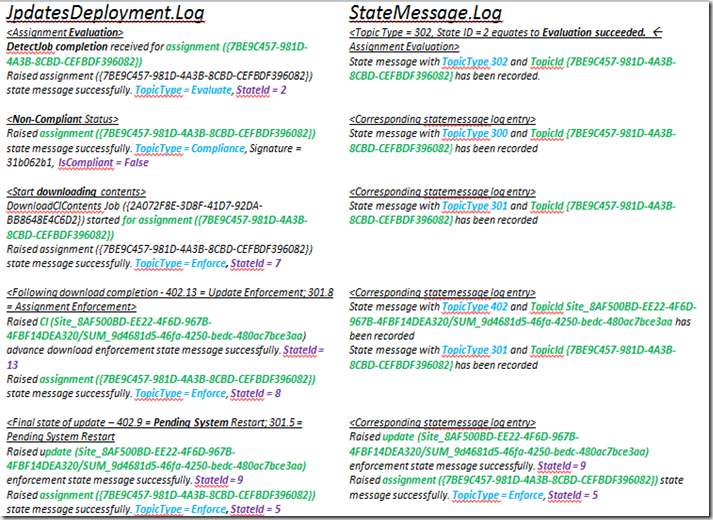 JpdatesDeployment.Log
<Assignment Evaluation>
DetectJob completion received for assignment ({7BE9C457-981D-
4A3B-8CBD-CEFBDF396082})
Raised assignment ({7BE9C457-981D-4A3B-8CBD-CEFBDF396082})
state message successfully. TopicType = Evaluate, StateId = 2
<Non-Compliant Status>
Raised assignment ({7BE9C457-981D-4A3B-8CBD-CEFBDF396082})
state message successfully. TopicType = Compliance, Signature =
31b062b1, IsCompliant = False
<Start downloading contents>
DownloadCIContents Job ({2A072F8E-3D8F-41D7-92DA-
BB8648E4C6D2}) started for assignment ({7BE9C457-981D-4A3B-
8CBD-CEFBDF396082})
Raised assignment ({7BE9C457-981D-4A3B-8CBD-CEFBDF396082})
state message successfully. TopicType = Enforce, StateId = 7
<Following download completion - 402.13 = Update Enforcement; 301.8
= Assignment Enforcement>
Raised CI (Site_8AF500BD-EE22-4F6D-967B-
4FBF14DEA320/SUM_9d4681d5-46fa-4250-bedc-480ac7bce3aa)
advance download enforcement state message successfully. StateId =
13
Raised assignment ({7BE9C457-981D-4A3B-8CBD-CEFBDF396082})
state message successfully. TopicType = Enforce, StateId = 8
<Final state of update – 402.9 = Pending System Restart; 301.5 =
Pending System Restart
Raised update (Site_8AF500BD-EE22-4F6D-967B-
4FBF14DEA320/SUM_9d4681d5-46fa-4250-bedc-480ac7bce3aa)
enforcement state message successfully. StateId = 9
Raised assignment ({7BE9C457-981D-4A3B-8CBD-CEFBDF396082})
state message successfully. TopicType = Enforce, StateId = 5
StateMessage.Log
<Topic Type = 302, State ID = 2 equates to Evaluation succeeded. ←
Assignment Evaluation>
State message with TopicType 302 and TopicId {7BE9C457-981D-4A3B-
8CBD-CEFBDF396082} has been recorded.
<Corresponding statemessage log entry>
State message with TopicType 300 and TopicId {7BE9C457-981D-4A3B-
8CBD-CEFBDF396082} has been recorded
<Corresponding statemessage log entry>
State message with TopicType 301 and TopicId {7BE9C457-981D-4A3B-
8CBD-CEFBDF396082} has been recorded
<Corresponding statemessage log entry>
State message with TopicType 402 and TopicId Site_8AF500BD-EE22-4F6D-
967B-4FBF14DEA320/SUM_9d4681d5-46fa-4250-bedc-480ac7bce3aa has
been recorded
State message with TopicType 301 and TopicId {7BE9C457-981D-4A3B-
8CBD-CEFBDF396082} has been recorded
<Corresponding statemessage log entry>
Raised update (Site_8AF500BD-EE22-4F6D-967B-
4FBF14DEA320/SUM_9d4681d5-46fa-4250-bedc-480ac7bce3aa)
enforcement state message successfully. StateId = 9
Raised assignment ({7BE9C457-981D-4A3B-8CBD-CEFBDF396082}) state
message successfully. TopicType = Enforce, StateId = 5